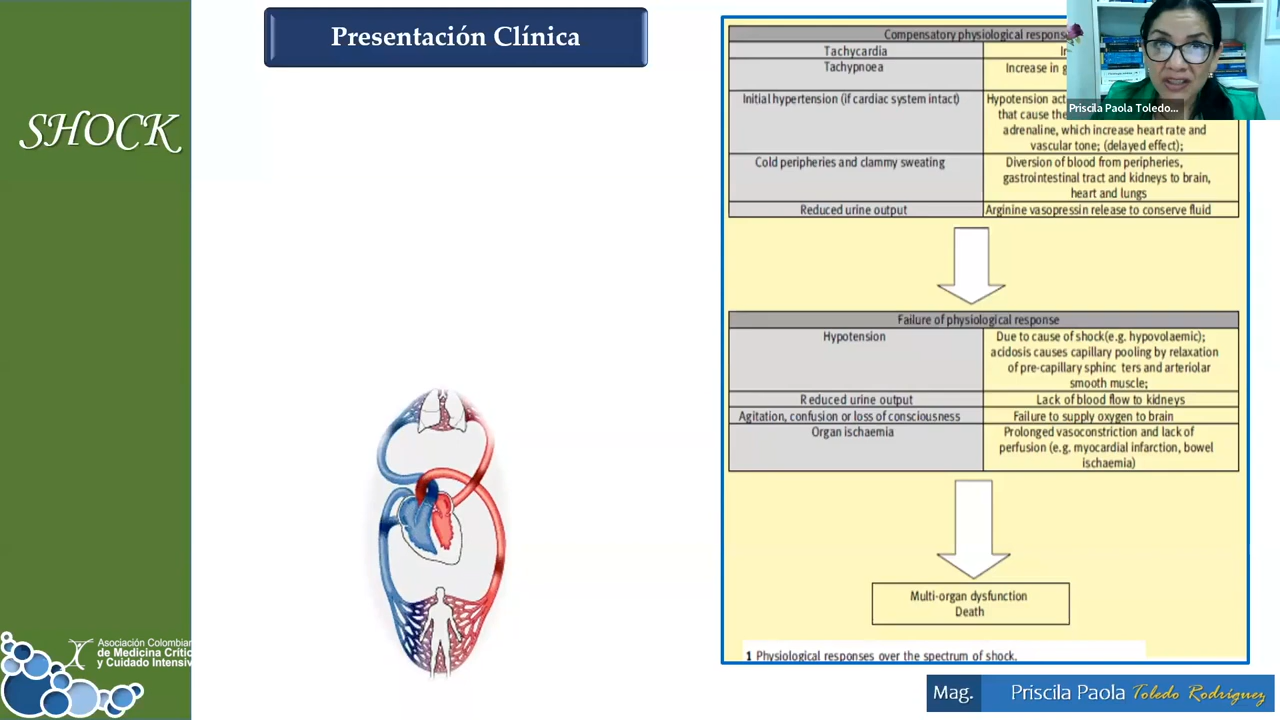 Presentación Clínica
SHOCK
Compensatory physiological respons
Tachycardia
Tachypnoea
Increase in g
Initial hypertension (if cardiac system intact)
Hypotension act
that cause the
adrenaline, which increase heart rate and
vascular tone; (delayed effect);
Cold peripheries and clammy sweating
Diversion of blood from peripheries,
gastrointestinal tract and kidneys to brain,
heart and lungs
Reduced urine output
Arginine vasopressin release to conserve fluid
Failure of physiological response
Hypotension
Due to cause of shock(e.g. hypovolaemic);
acidosis causes capillary pooling by relaxation
of pre-capillary sphinc ters and arteriolar
smooth muscle;
Reduced urine output
Lack of blood flow to kidneys
Agitation, confusion or loss of consciousness
Failure to supply oxygen to brain
Organ ischaemia
Prolonged vasoconstriction and lack of
perfusion (e.g. myocardial infarction, bowel
ischaemia)
Multi-organ dysfunction
Death
1 Physiological responses over the spectrum of shock.
Priscila Paola Toledo...
Asociación Colombian
de Medicina Crític
y Cuidado Intensiv
Mag. Priscila Paola Toledo Rodríguez